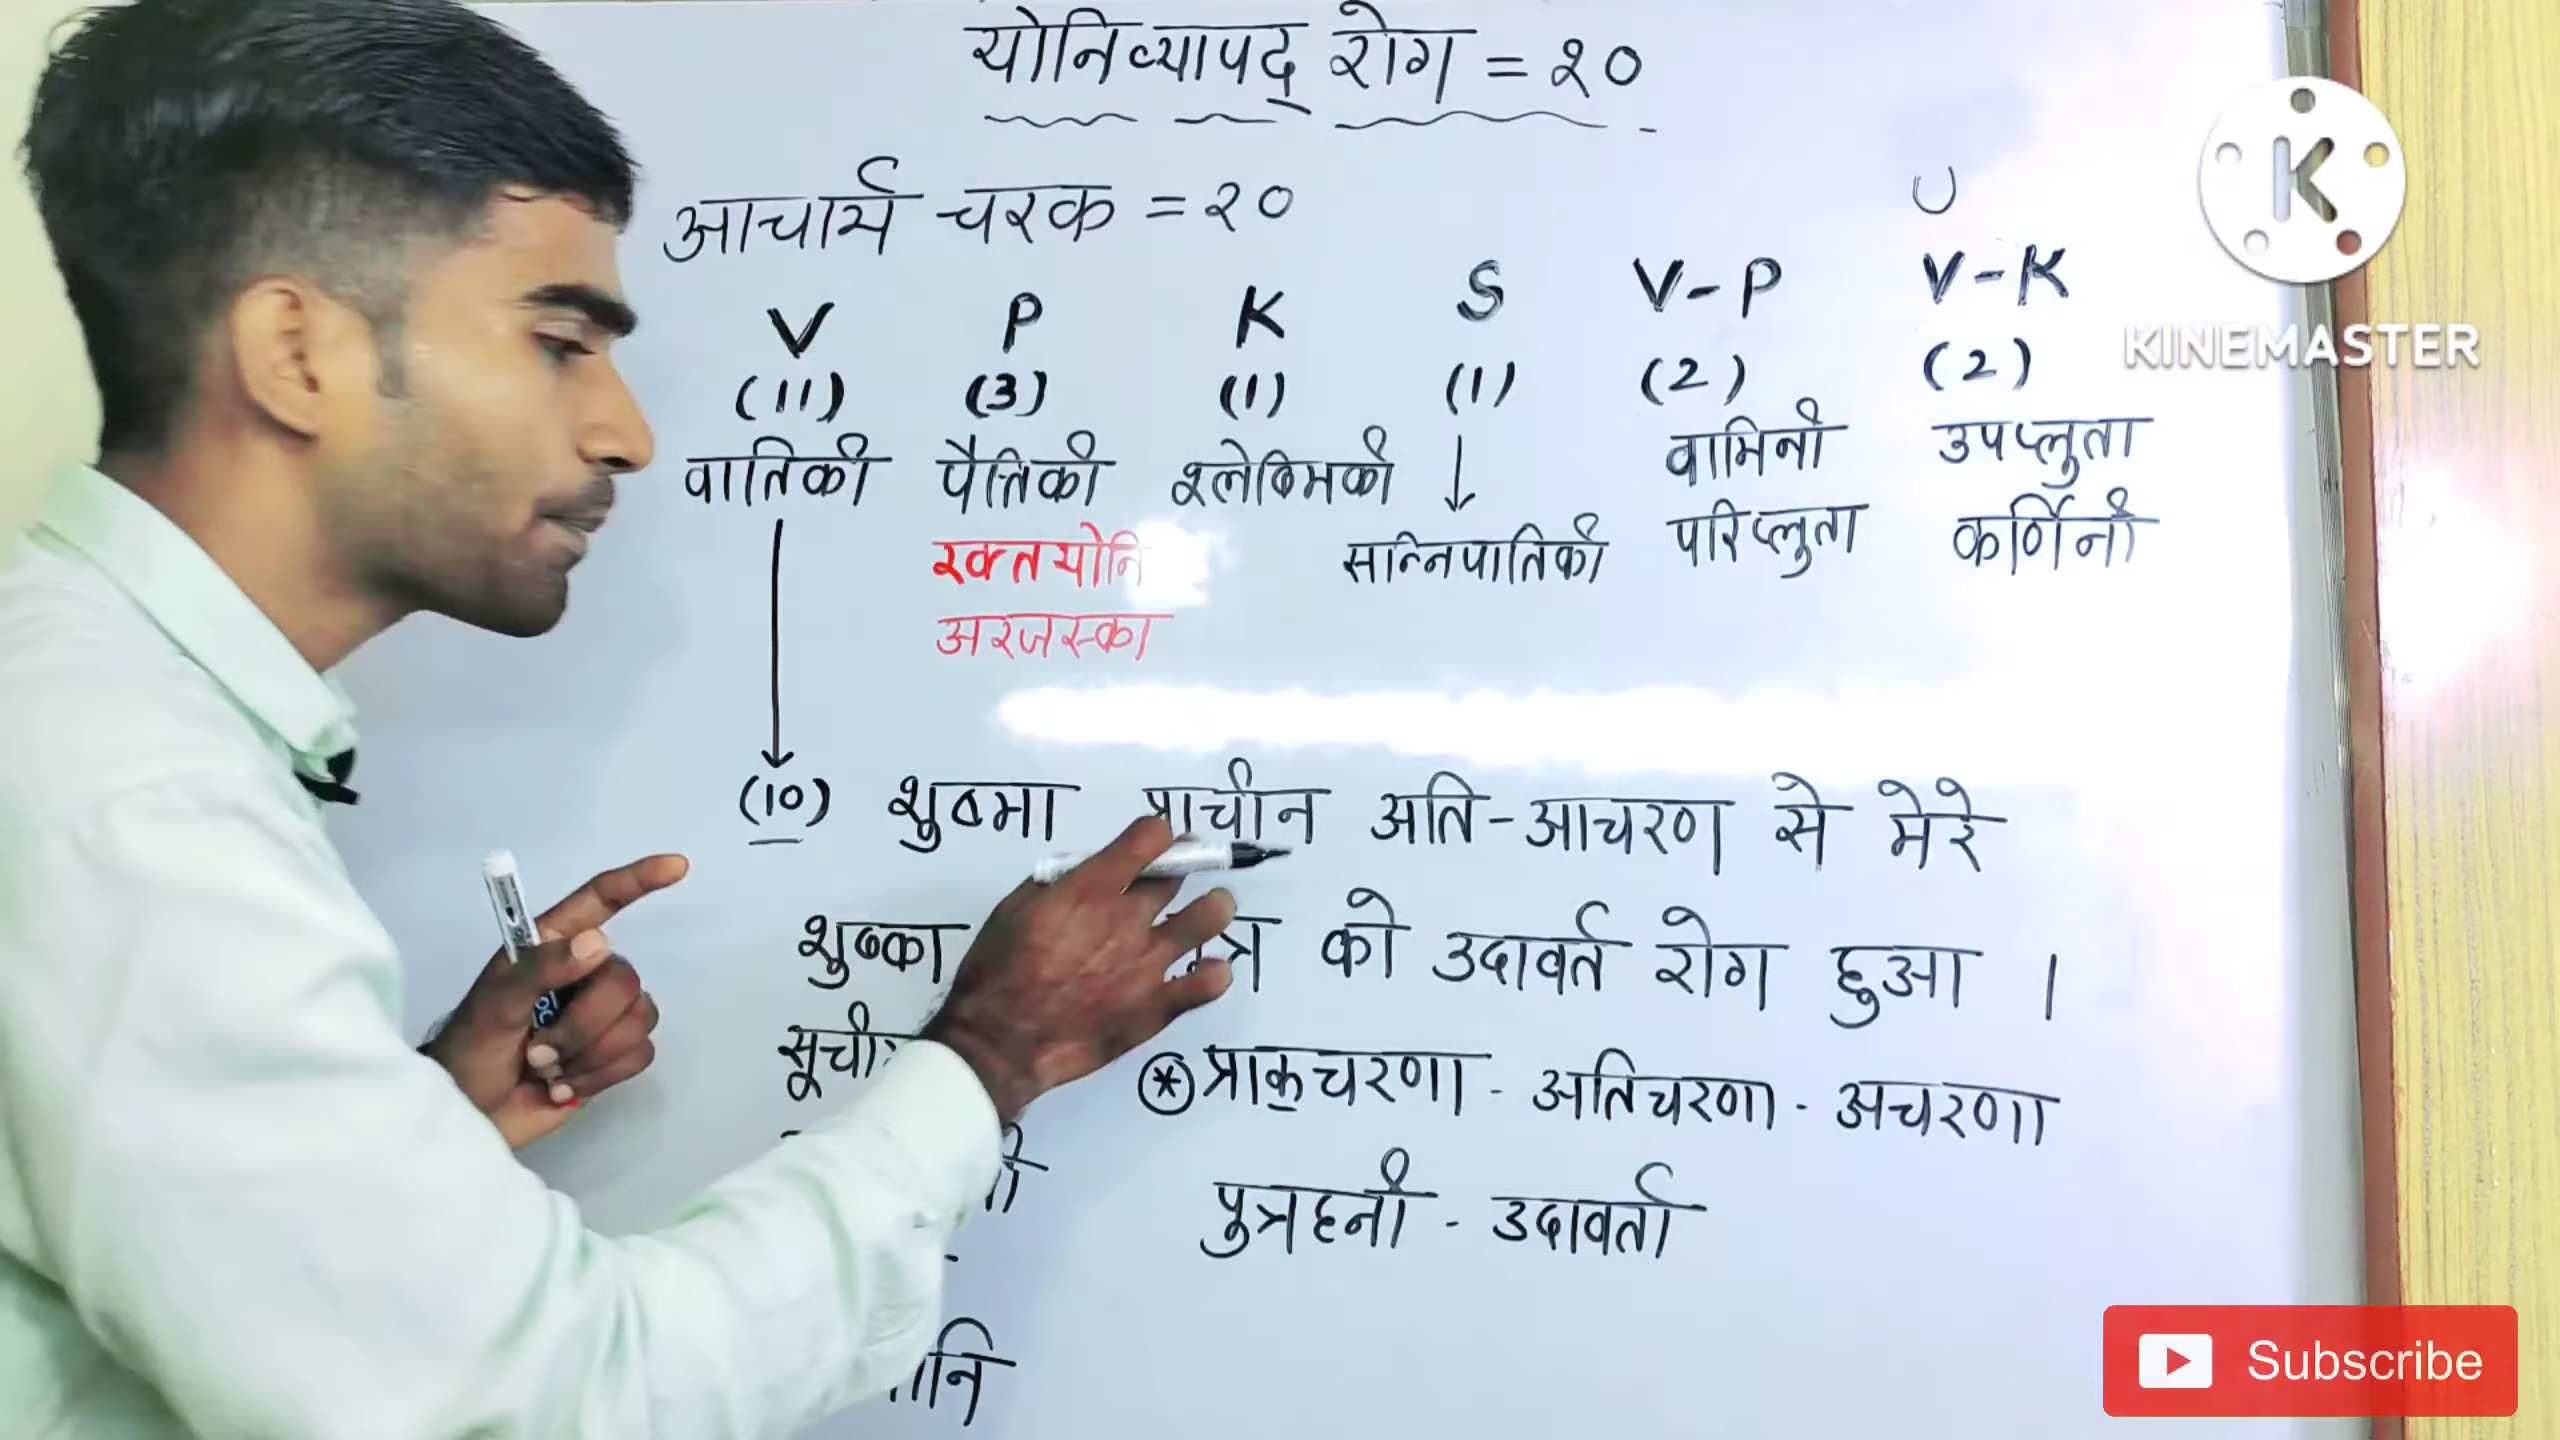 योनिव्यापद् रोग = २०
आचार्य चरक = २०
V P K S V-P V-K
(11) (3) (1) (1) (2) (2)
वातिकी पैत्तिकी श्लेष्मिकी ↓ वामिनी उपप्लुता
रक्तयोनि सन्निपातिकी परिप्लुता कर्णिनी
अरजस्का
(10) शुष्मा प्राचीन अति-आचरण से मेरे
शुष्का को उदावर्त रोग हुआ ।
सूची
⊛ प्राक्चरणा - अतिचरणा - अचरणा
पुत्रघ्नी - उदावर्ता
KINEMASTER
Subscribe